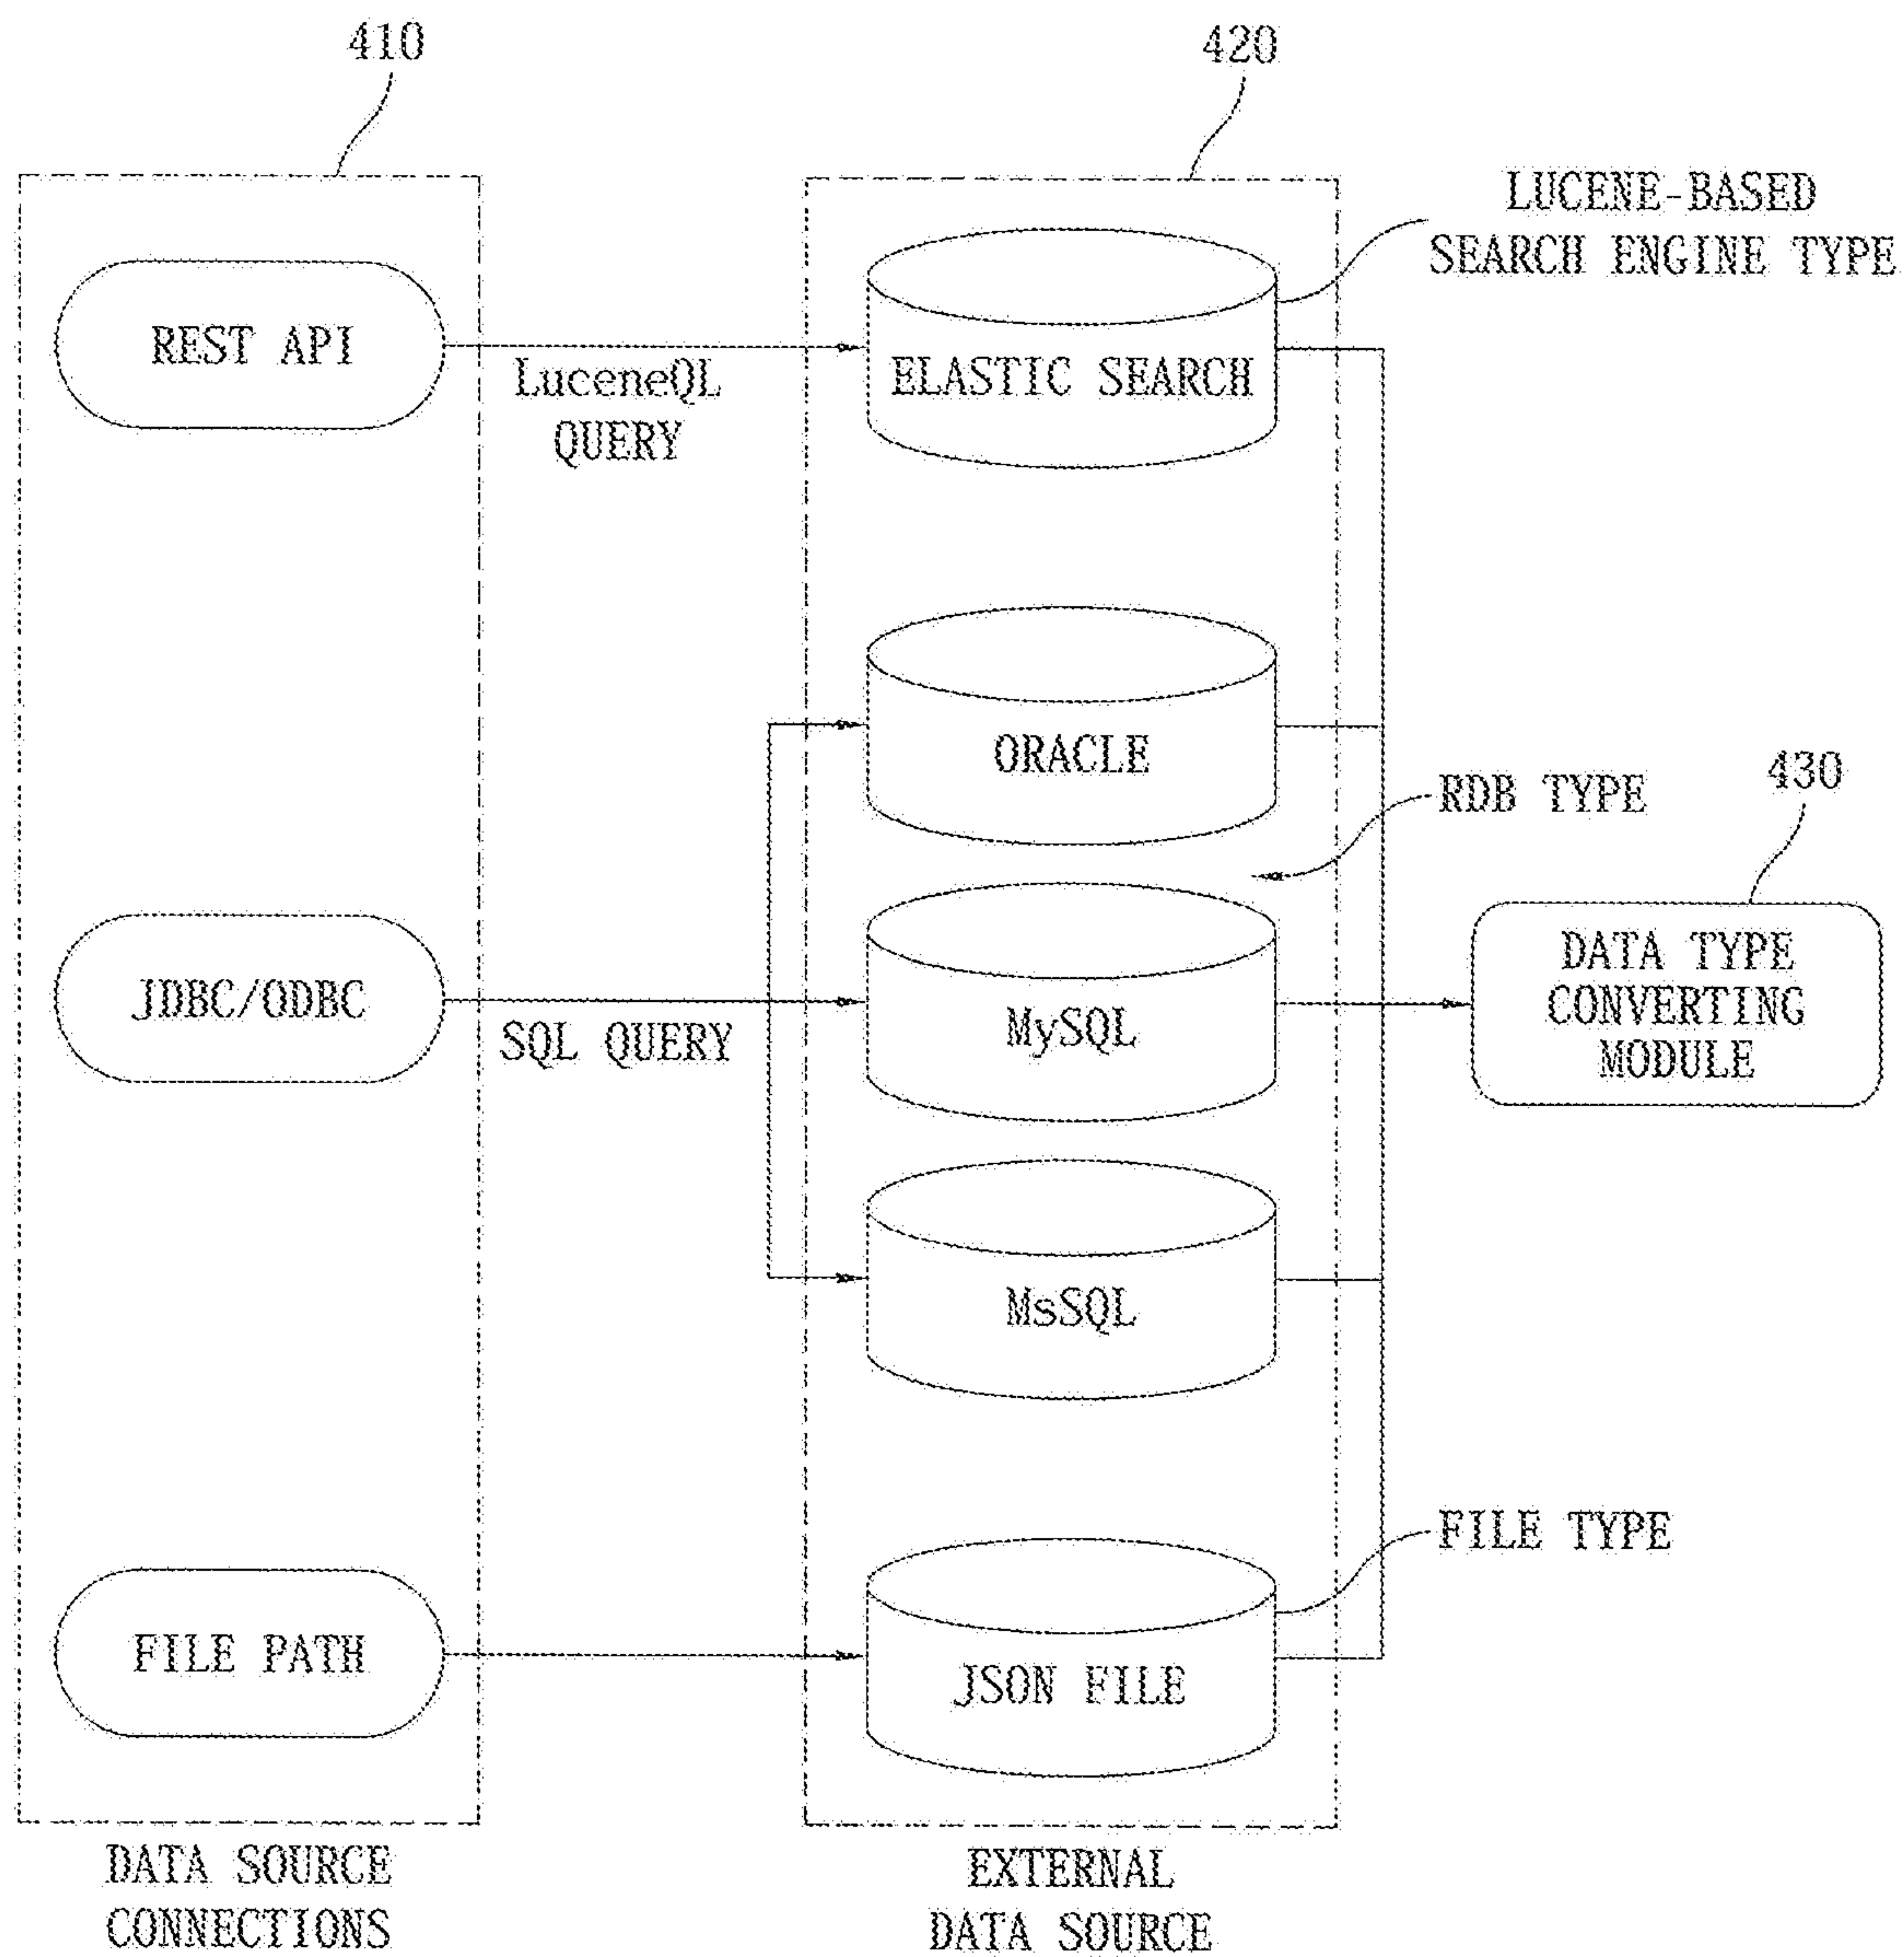 410
420
LUCENE-BASED
SEARCH ENGINE TYPE
REST API
LuceneQL
QUERY
ELASTIC SEARCH
ORACLE
RDB TYPE
430
JDBC/ODBC
SQL QUERY
MySQL
DATA TYPE
CONVERTING
MODULE
MsSQL
FILE TYPE
FILE PATH
JSON FILE
DATA SOURCE
CONNECTIONS
EXTERNAL
DATA SOURCE